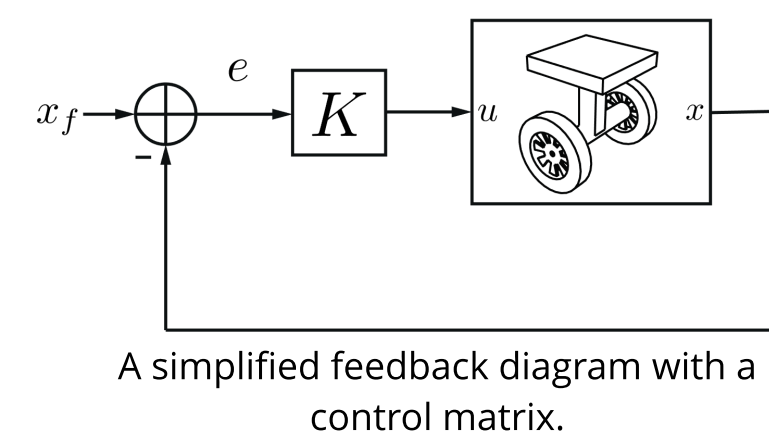 e
x_f
K
u
x
-
A simplified feedback diagram with a
control matrix.